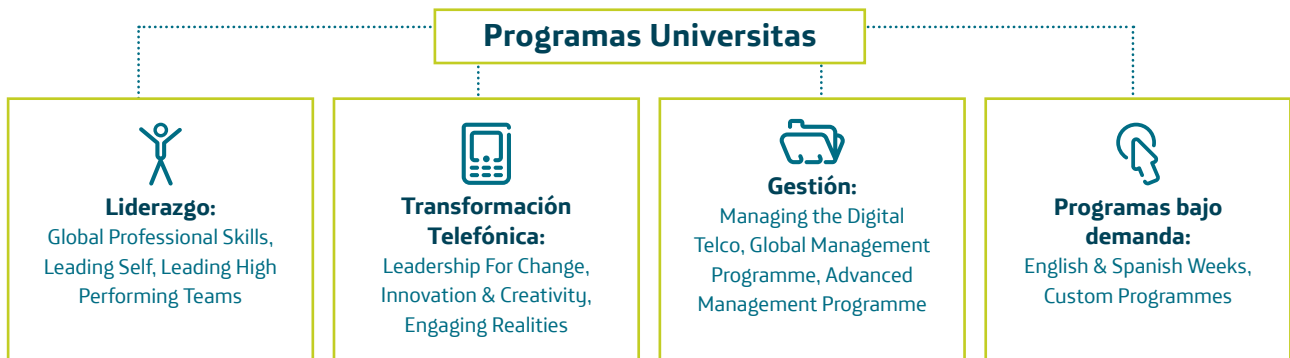 Programas Universitas
Liderazgo:
Global Professional Skills,
Leading Self, Leading High
Performing Teams
Transformación
Telefónica:
Leadership For Change,
Innovation & Creativity,
Engaging Realities
Gestión:
Managing the Digital
Telco, Global Management
Programme, Advanced
Management Programme
Programas bajo
demanda:
English & Spanish Weeks,
Custom Programmes